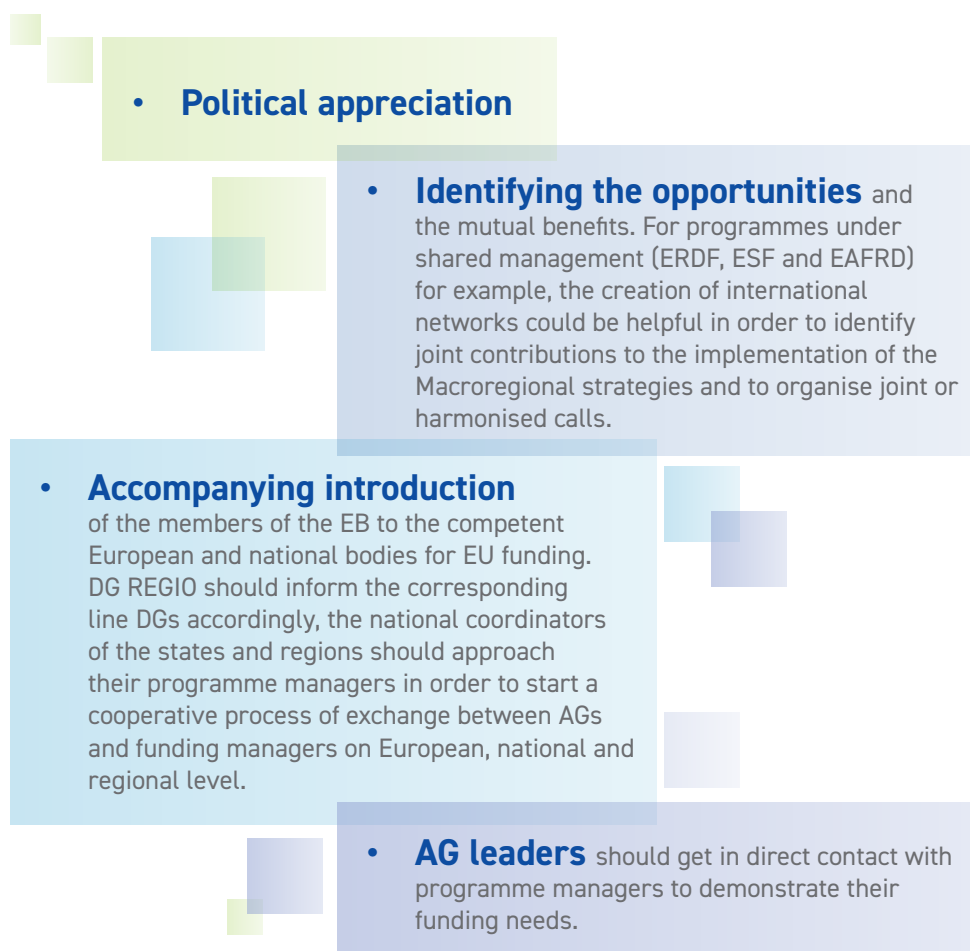 • Political appreciation
• Identifying the opportunities and
the mutual benefits. For programmes under
shared management (ERDF, ESF and EAFRD)
for example, the creation of international
networks could be helpful in order to identify
joint contributions to the implementation of the
Macroregional strategies and to organise joint or
harmonised calls.
• Accompanying introduction
of the members of the EB to the competent
European and national bodies for EU funding.
DG REGIO should inform the corresponding
line DGs accordingly, the national coordinators
of the states and regions should approach
their programme managers in order to start a
cooperative process of exchange between AGs
and funding managers on European, national and
regional level.
• AG leaders should get in direct contact with
programme managers to demonstrate their
funding needs.